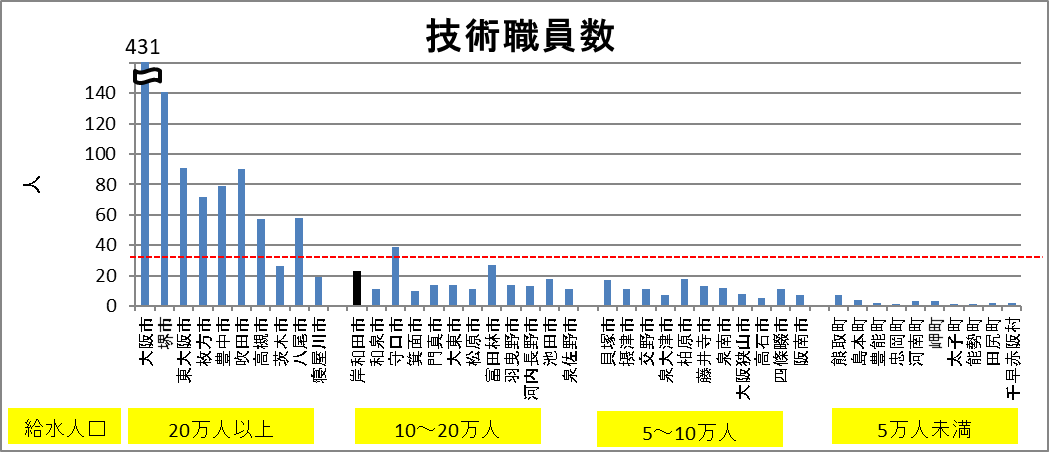 技術職員数
431
人
140
120
100
80
60
40
20
0
大阪市
堺市
東大阪市
枚方市
豊中市
吹田市
高槻市
茨木市
八尾市
寝屋川市
岸和田市
和泉市
守口市
箕面市
門真市
大東市
松原市
富田林市
羽曳野市
河内長野市
池田市
泉佐野市
貝塚市
摂津市
交野市
泉大津市
柏原市
藤井寺市
泉南市
大阪狭山市
高石市
四條畷市
阪南市
熊取町
島本町
豊能町
忠岡町
河南町
岬町
太子町
能勢町
田尻町
千早赤阪村
給水人口
20万人以上
10～20万人
5～10万人
5万人未満